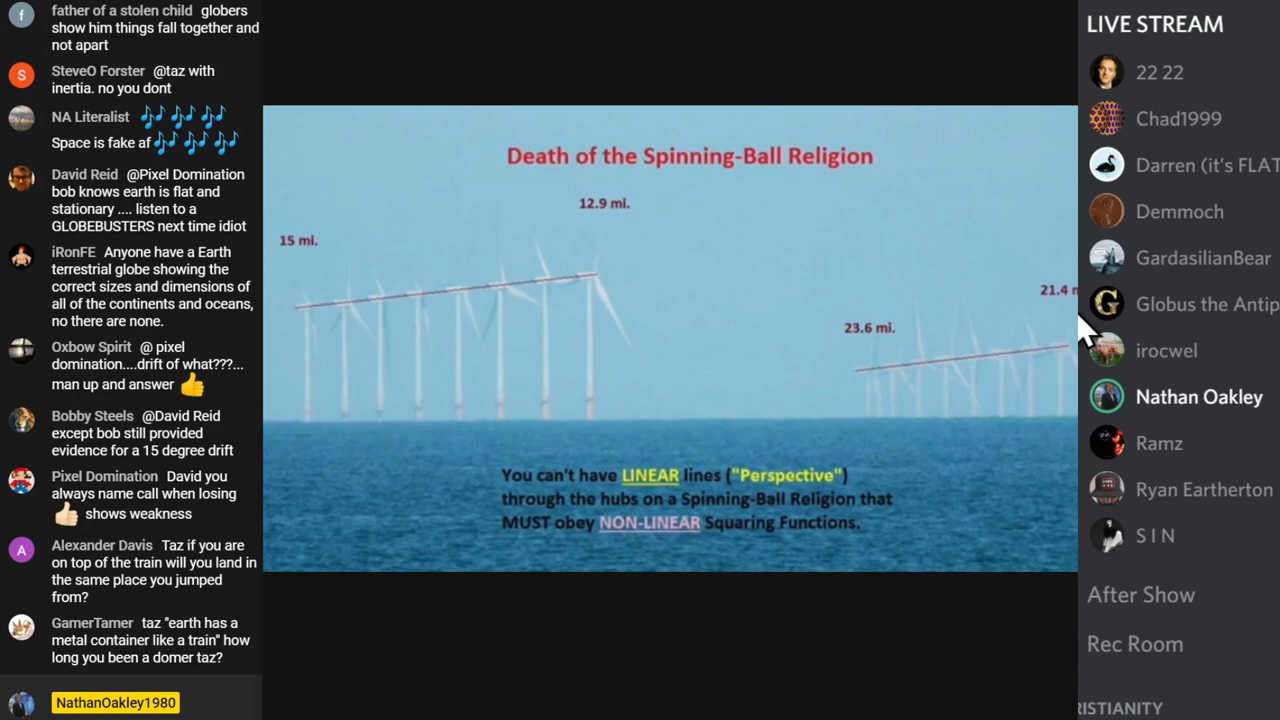 father of a stolen child globers
show him things fall together and
not apart
SteveO Forster @taz with
inertia. no you dont
NA Literalist 🎶 🎶 🎶
Space is fake af🎶 🎶 🎶
David Reid @Pixel Domination
bob knows earth is flat and
stationary .... listen to a
GLOBEBUSTERS next time idiot
iRonFE Anyone have a Earth
terrestrial globe showing the
correct sizes and dimensions of
all of the continents and oceans,
no there are none.
Oxbow Spirit @ pixel
domination....drift of what???...
man up and answer 👍
Bobby Steels @David Reid
except bob still provided
evidence for a 15 degree drift
Pixel Domination David you
always name call when losing
👍🏻 shows weakness
Alexander Davis Taz if you are
on top of the train will you land in
the same place you jumped
from?
GamerTamer taz "earth has a
metal container like a train" how
long you been a domer taz?
NathanOakley1980
Death of the Spinning-Ball Religion
12.9 mi.
15 mi.
21.4 m
23.6 mi.
You can't have LINEAR lines ("Perspective")
through the hubs on a Spinning-Ball Religion that
MUST obey NON-LINEAR Squaring Functions.
LIVE STREAM
22 22
Chad1999
Darren (it's FLAT
Demmoch
GardasilianBear
Globus the Antip
irocwel
Nathan Oakley
Ramz
Ryan Eartherton
S I N
After Show
Rec Room
RISTIANITY